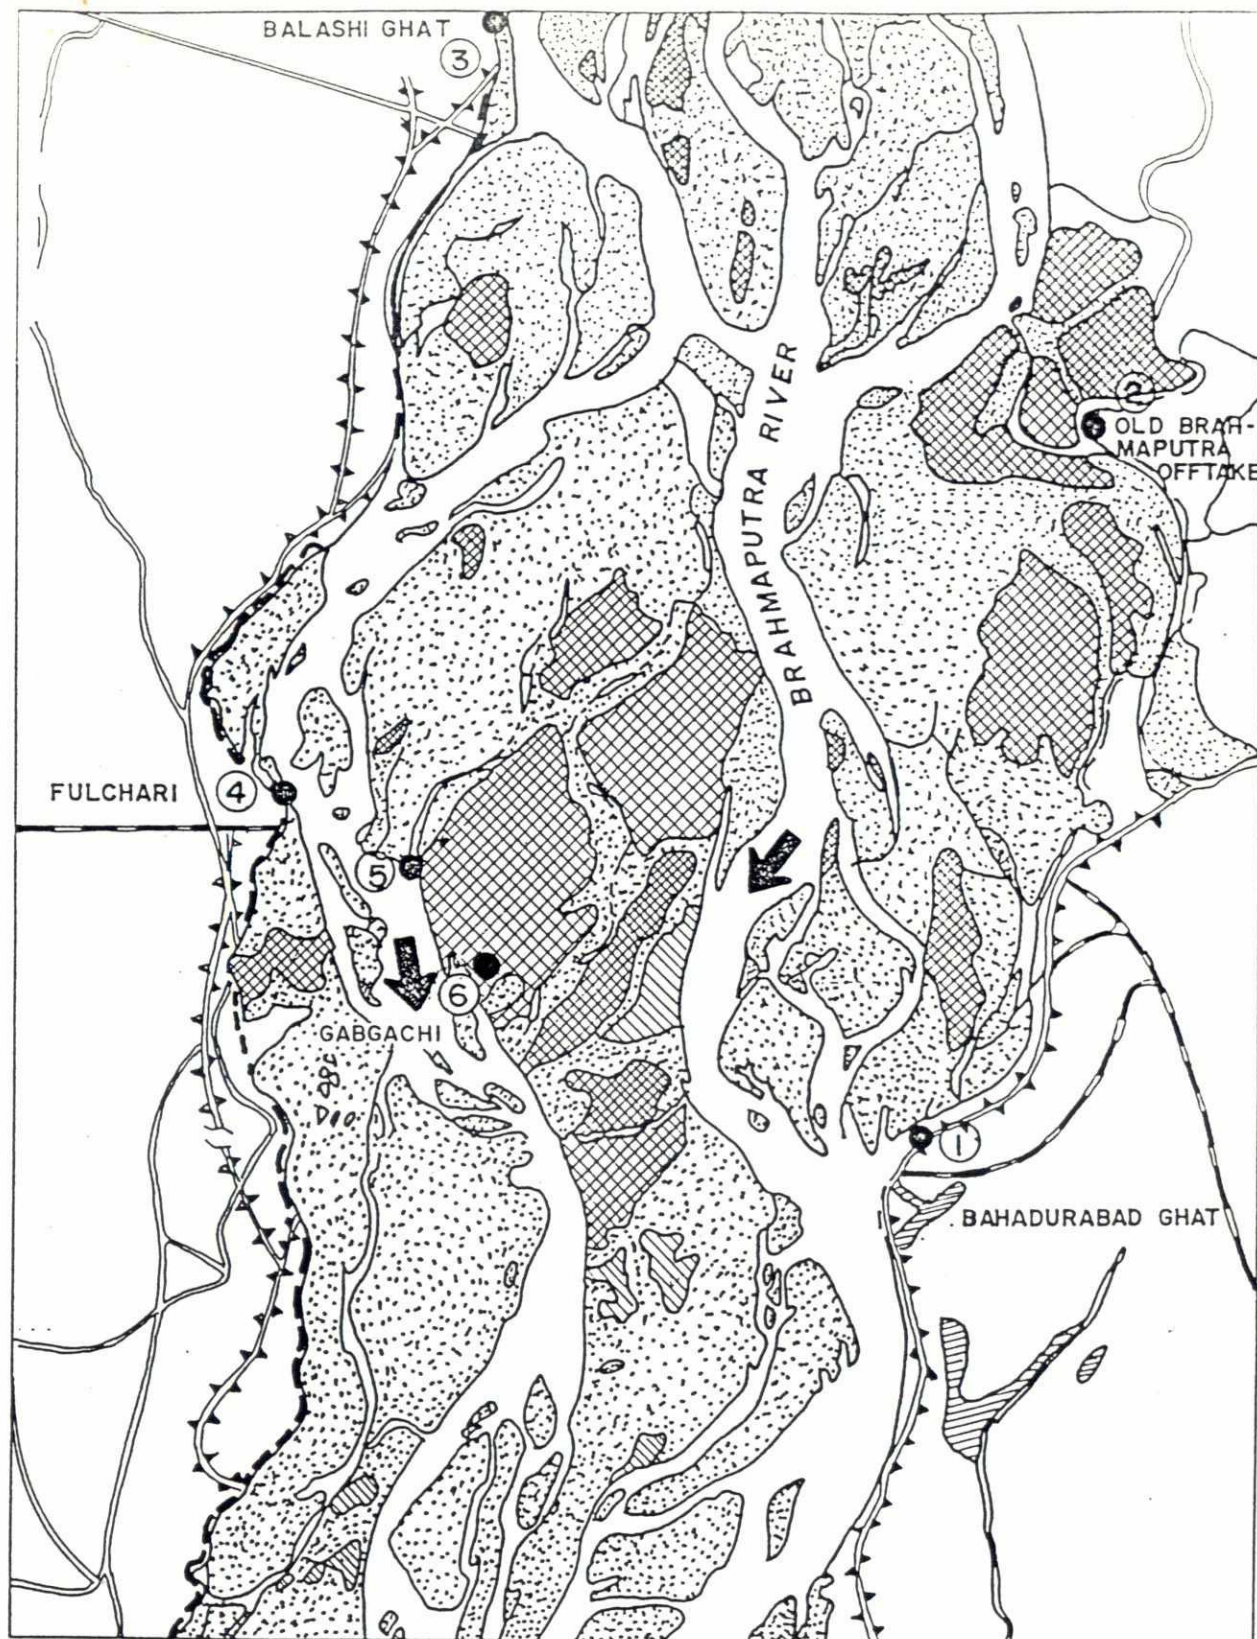 BALASHI GHAT
3
2
OLD BRAH-
MAPUTRA
OFFTAKE
BRAHMAPUTRA RIVER
FULCHARI
4
5
6
GABGACHI
1
BAHADURABAD GHAT